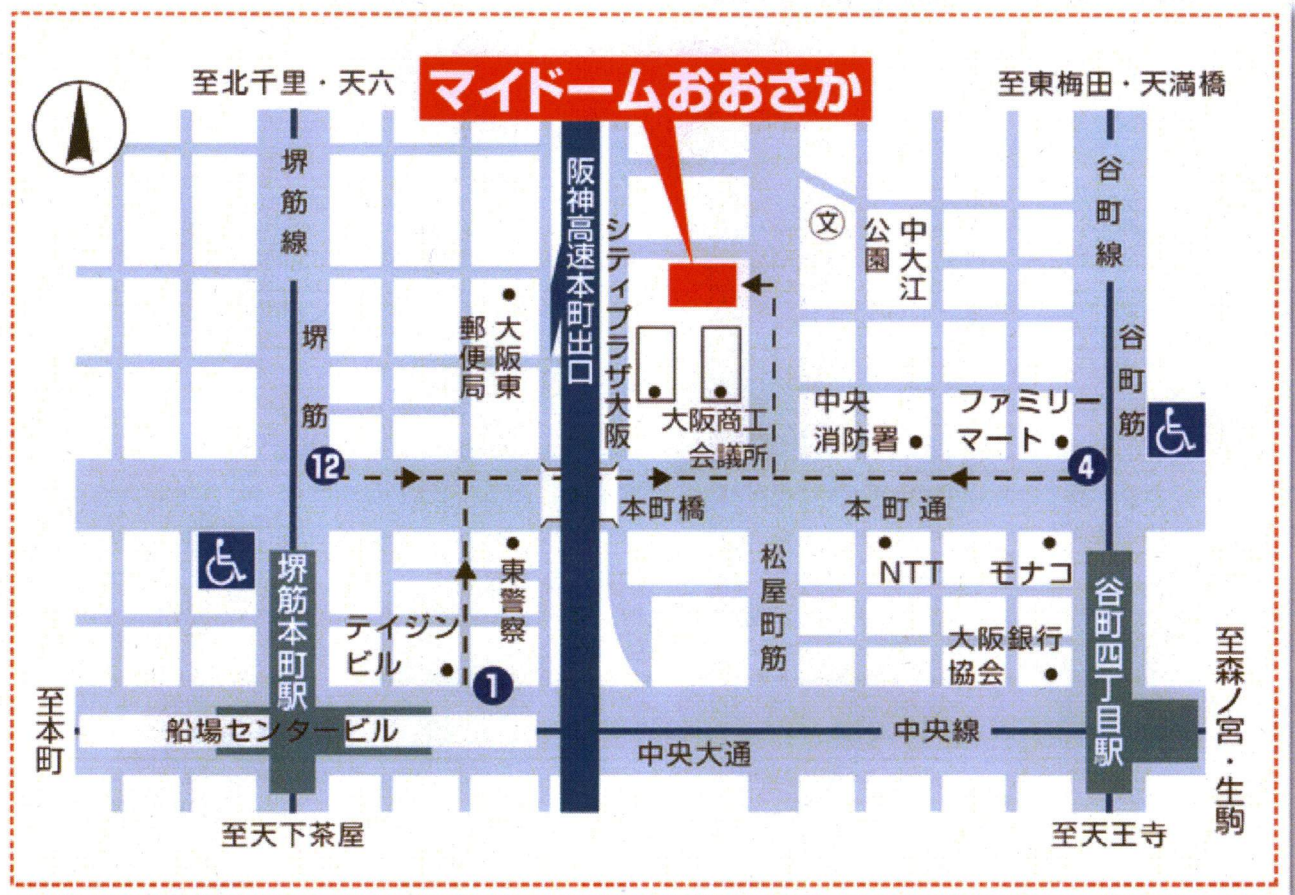 至北千里・天六
マイドームおおさか
至東梅田・天満橋
堺筋線
阪神高速本町出口
谷町線
シティプラザ大阪
文
中大江
公園
堺筋
大阪東
郵便局
谷町筋
大阪商工
会議所
中央
消防署
ファミリー
マート
12
4
本町橋
本町通
堺筋本町駅
東警察
松屋町筋
NTT
モナコ
谷町四丁目駅
テイジン
ビル
大阪銀行
協会
1
至本町
船場センタービル
中央大通
中央線
至森ノ宮・生駒
至天下茶屋
至天王寺